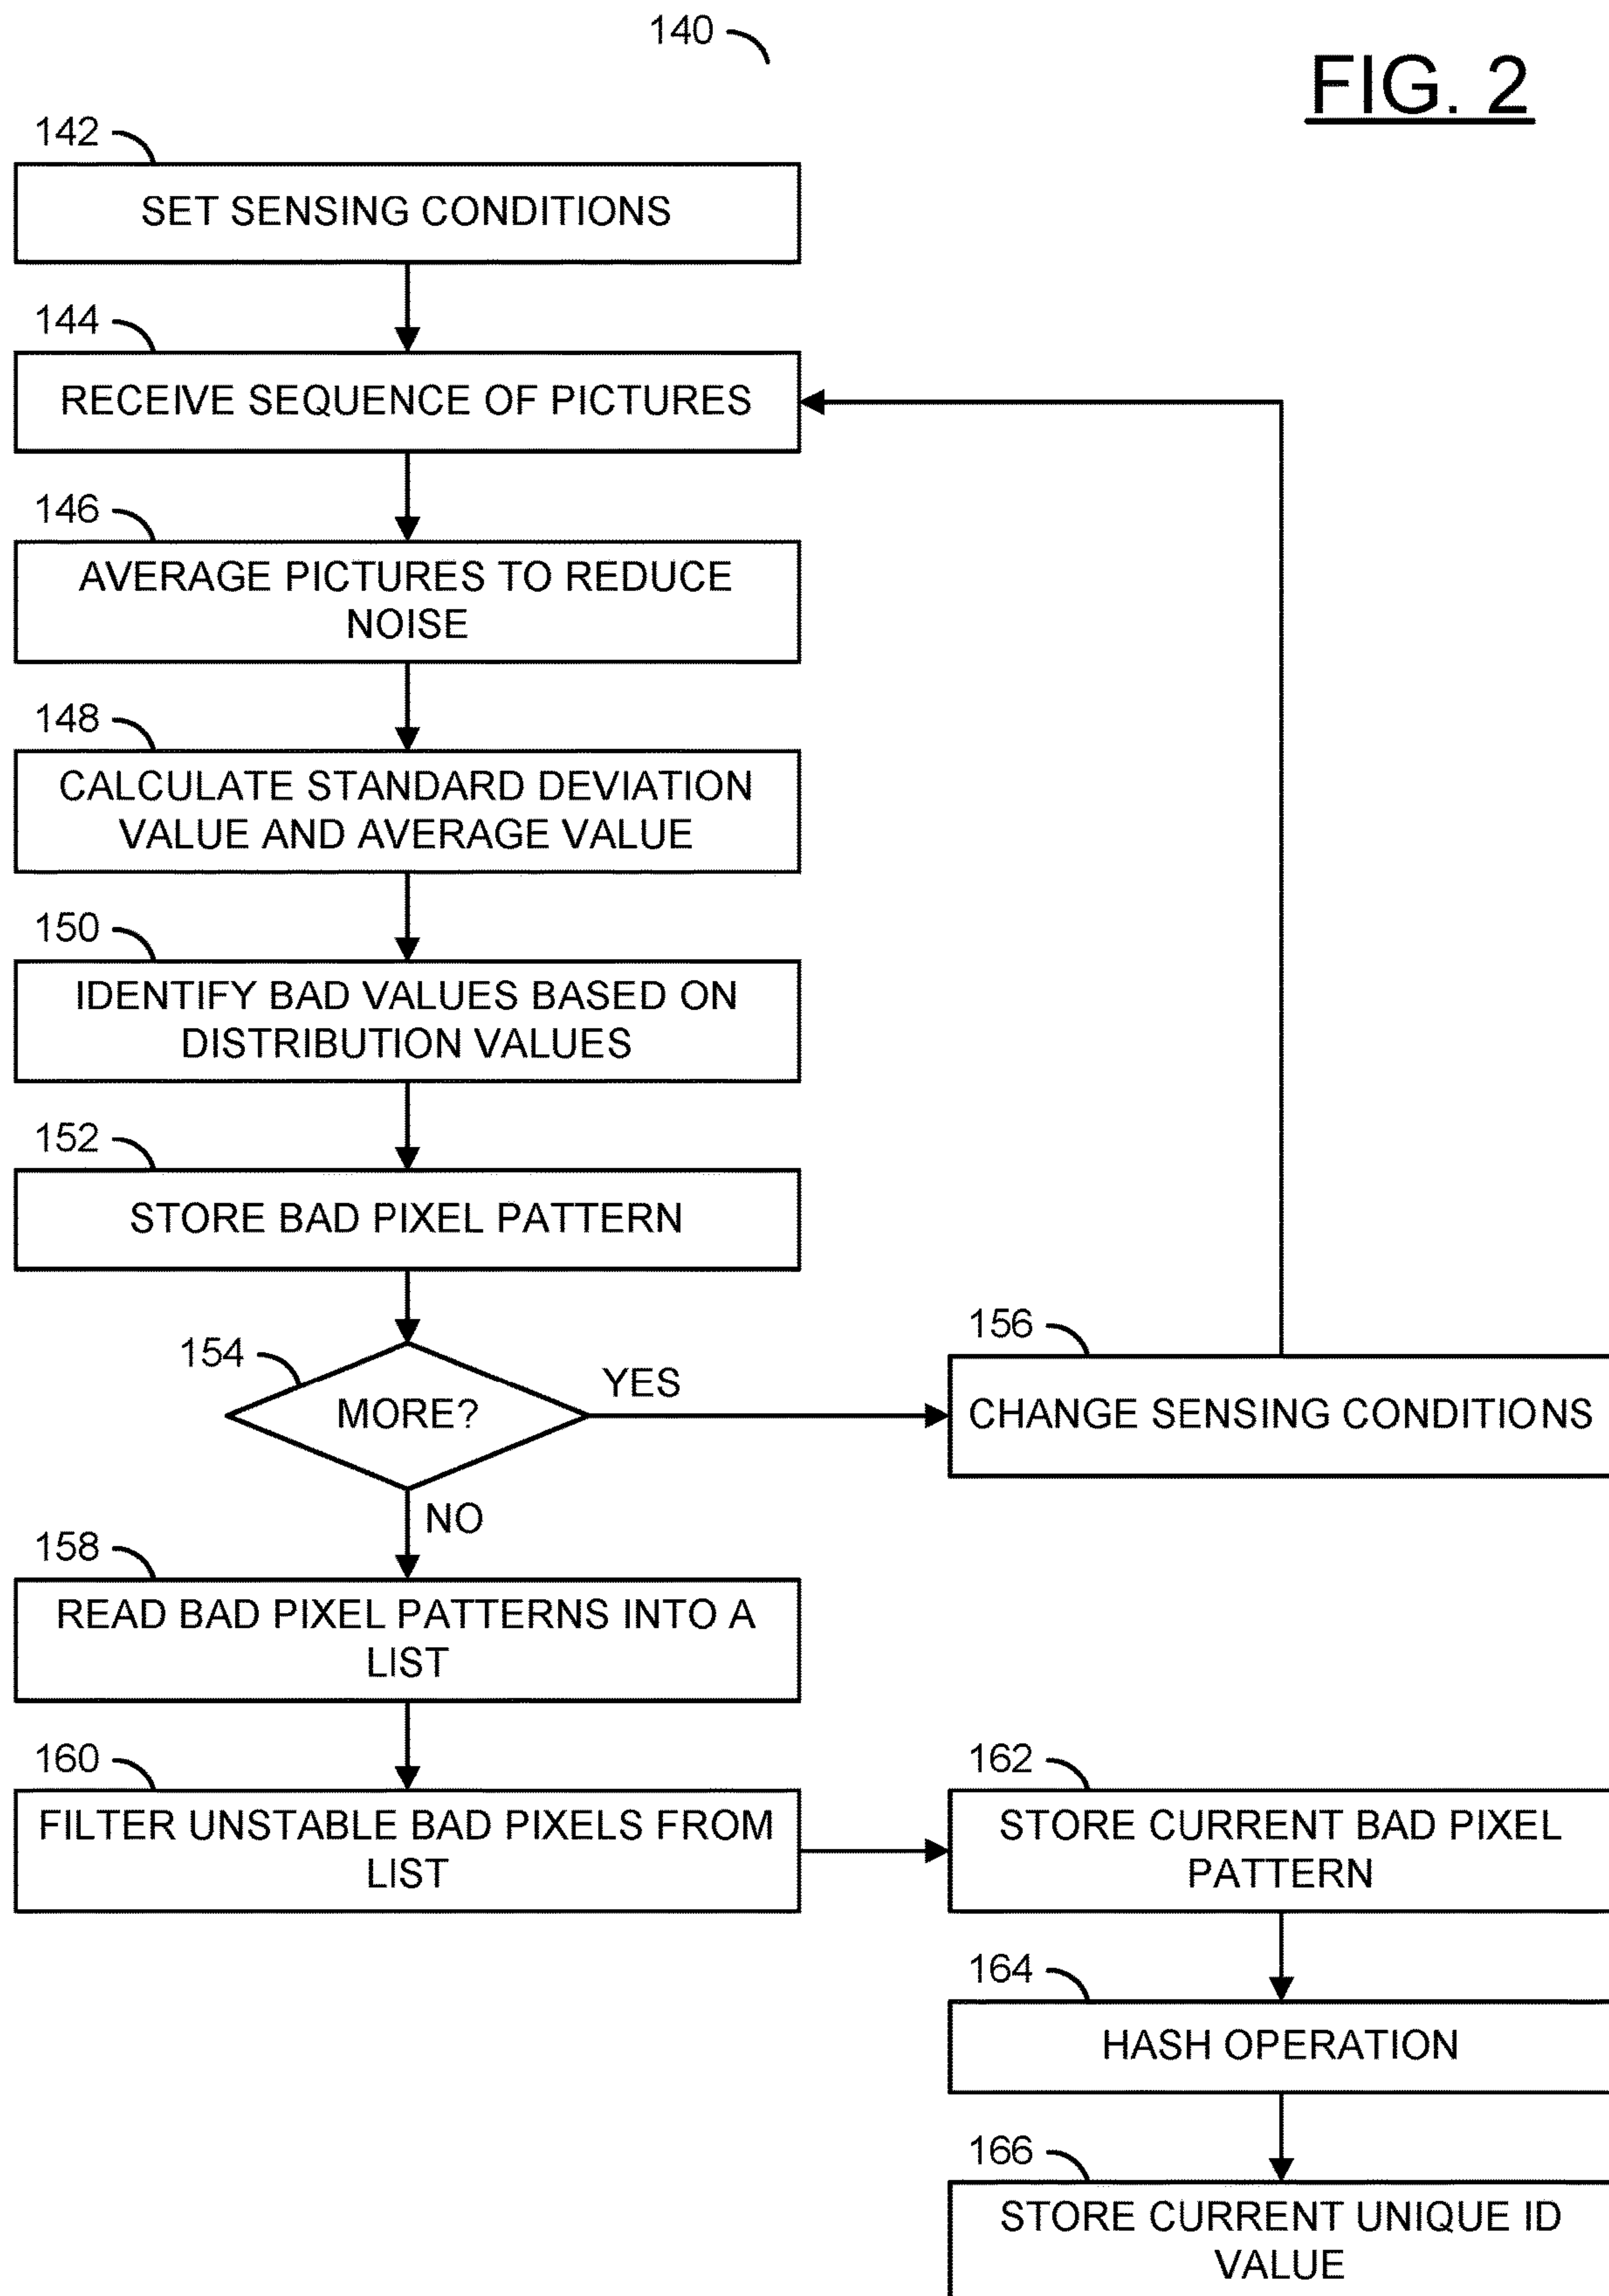 140
FIG. 2
142
SET SENSING CONDITIONS
144
RECEIVE SEQUENCE OF PICTURES
146
AVERAGE PICTURES TO REDUCE
NOISE
148
CALCULATE STANDARD DEVIATION
VALUE AND AVERAGE VALUE
150
IDENTIFY BAD VALUES BASED ON
DISTRIBUTION VALUES
152
STORE BAD PIXEL PATTERN
154
MORE?
YES
156
CHANGE SENSING CONDITIONS
NO
158
READ BAD PIXEL PATTERNS INTO A
LIST
160
FILTER UNSTABLE BAD PIXELS FROM
LIST
162
STORE CURRENT BAD PIXEL
PATTERN
164
HASH OPERATION
166
STORE CURRENT UNIQUE ID
VALUE